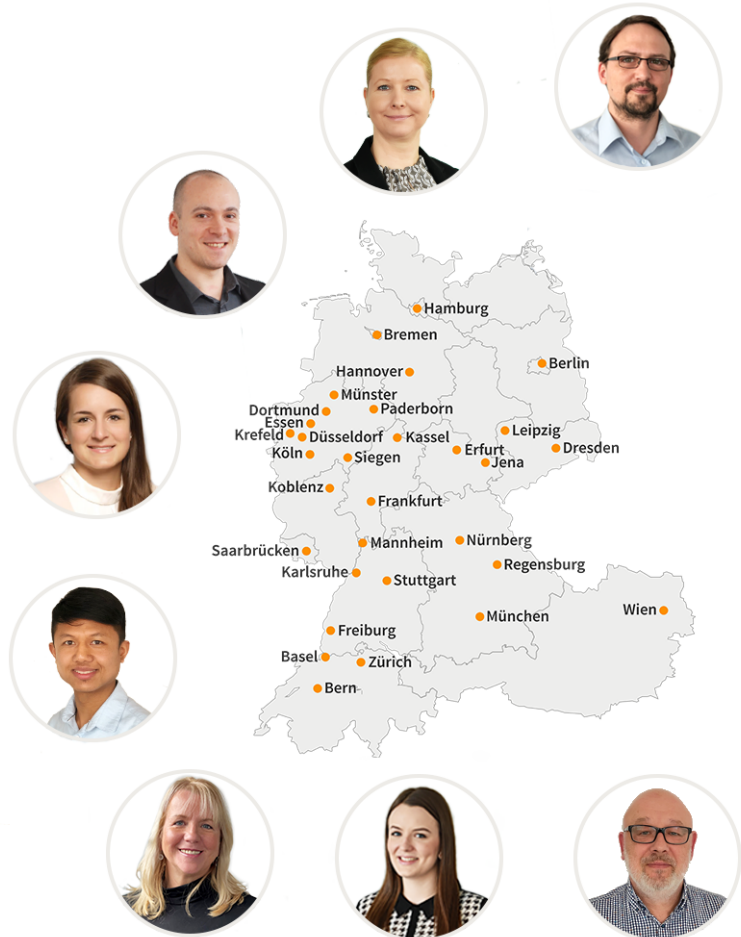 Hamburg
Bremen
Berlin
Hannover
Münster
Dortmund
Paderborn
Essen
Leipzig
Krefeld
Düsseldorf
Kassel
Dresden
Erfurt
Köln
Siegen
Jena
Koblenz
Frankfurt
Nürnberg
Mannheim
Saarbrücken
Regensburg
Karlsruhe
Stuttgart
Wien
München
Freiburg
Basel
Zürich
Bern